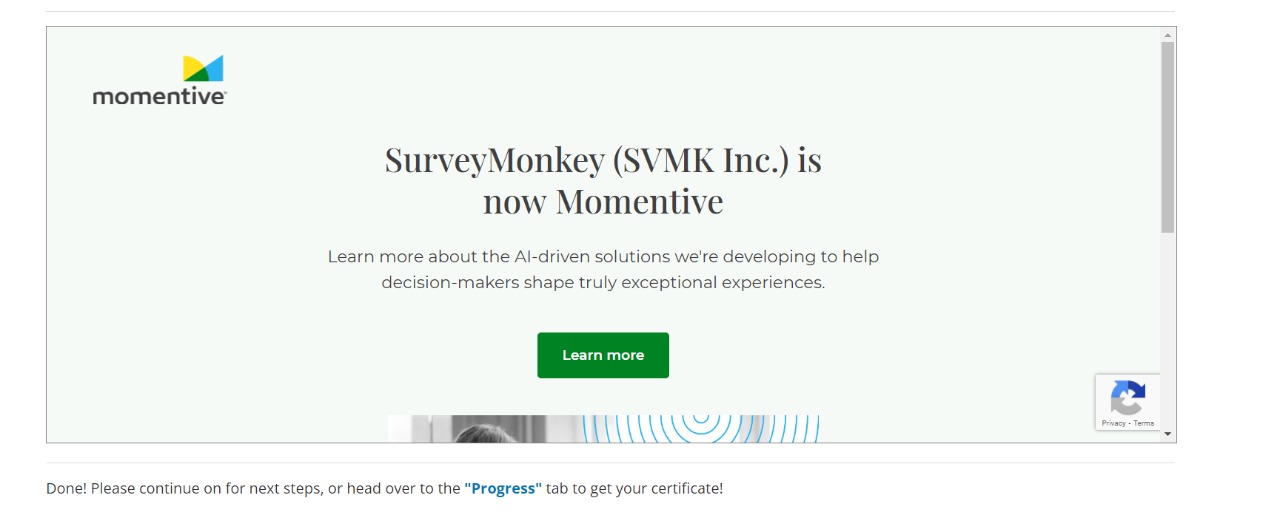 momentive
SurveyMonkey (SVMK Inc.) is
now Momentive
Learn more about the AI-driven solutions we're developing to help
decision-makers shape truly exceptional experiences.
Learn more
Privacy - Terms
Done! Please continue on for next steps, or head over to the "Progress" tab to get your certificate!